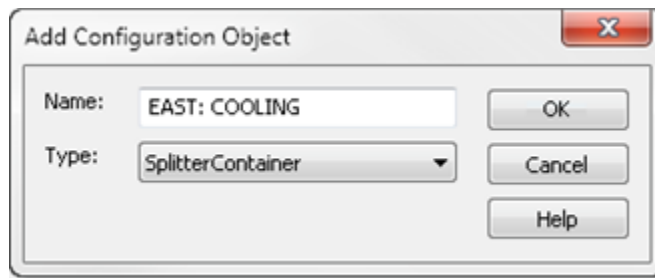 Add Configuration Object
Name: EAST: COOLING OK
Type: SplitterContainer Cancel
Help